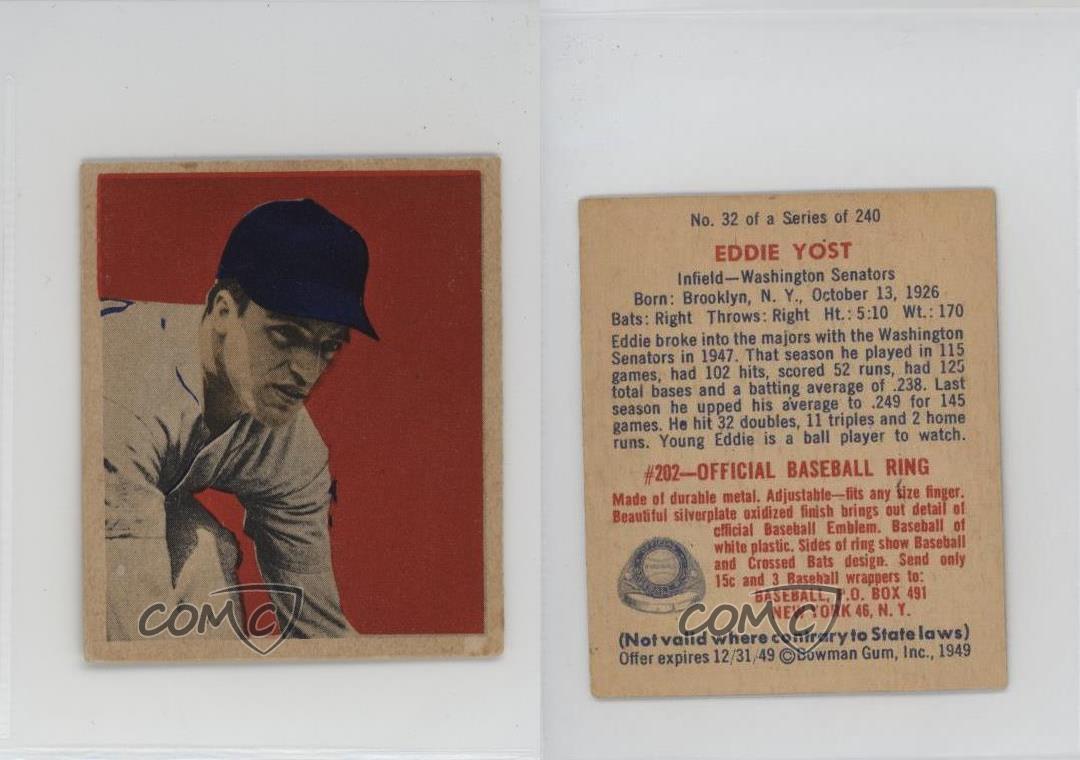 COMC
No. 32 of a Series of 240
EDDIE YOST
Infield—Washington Senators
Born: Brooklyn, N. Y., October 13, 1926
Bats: Right Throws: Right Ht.: 5:10 Wt.: 170
Eddie broke into the majors with the Washington
Senators in 1947. That season he played in 115
games, had 102 hits, scored 52 runs, had 125
total bases and a batting average of .238. Last
season he upped his average to .249 for 145
games. He hit 32 doubles, 11 triples and 2 home
runs. Young Eddie is a ball player to watch.
#202—OFFICIAL BASEBALL RING
Made of durable metal. Adjustable—fits any size finger.
Beautiful silverplate oxidized finish brings out detail of
official Baseball Emblem. Baseball of
white plastic. Sides of ring show Baseball
and Crossed Bats design. Send only
15c and 3 Baseball wrappers to:
BASEBALL, P.O. BOX 491
NEW YORK 46, N. Y.
COMC
(Not valid where contrary to State laws)
Offer expires 12/31/49 ©Bowman Gum, Inc., 1949